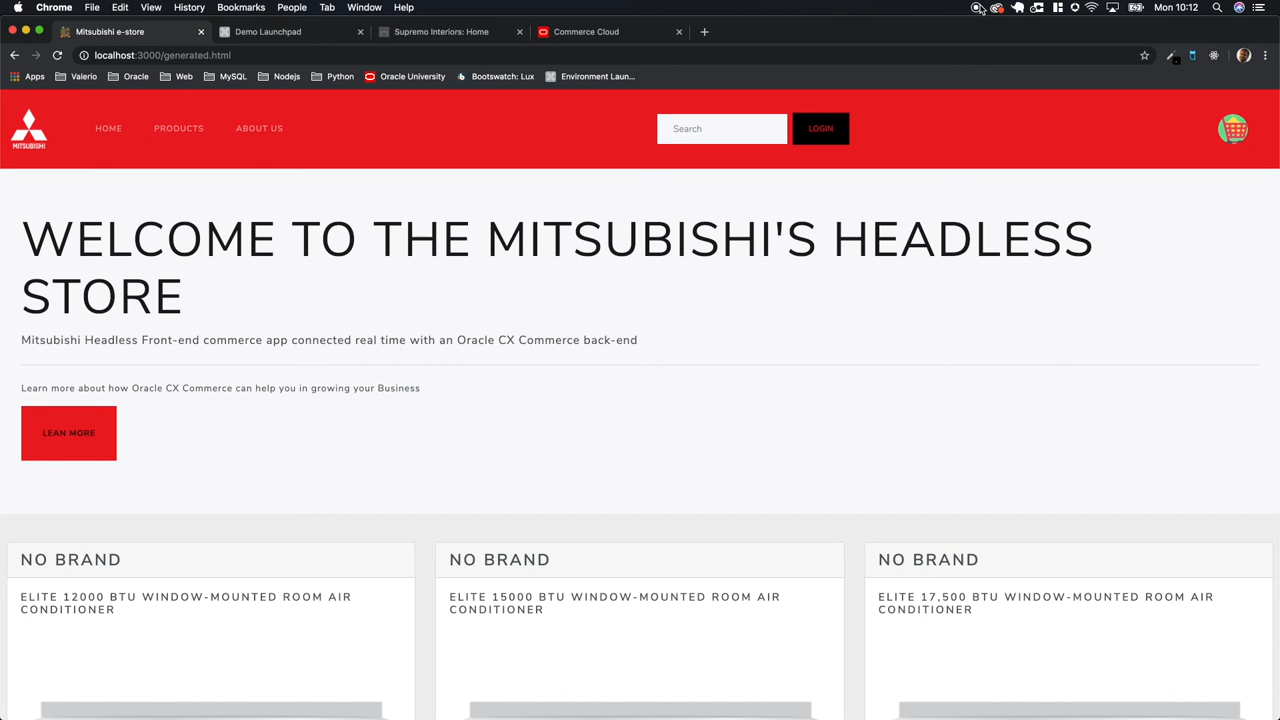 Chrome File Edit View History Bookmarks People Tab Window Help Mon 10:12
Mitsubishi e-store Demo Launchpad Supremo Interiors: Home Commerce Cloud
localhost:3000/generated.html
Apps Valerio Oracle Web MySQL Nodejs Python Oracle University Bootswatch: Lux Environment Laun...
MITSUBISHI
HOME PRODUCTS ABOUT US Search LOGIN
WELCOME TO THE MITSUBISHI'S HEADLESS
STORE
Mitsubishi Headless Front-end commerce app connected real time with an Oracle CX Commerce back-end
Learn more about how Oracle CX Commerce can help you in growing your Business
LEAN MORE
NO BRAND
ELITE 12000 BTU WINDOW-MOUNTED ROOM AIR
CONDITIONER
NO BRAND
ELITE 15000 BTU WINDOW-MOUNTED ROOM AIR
CONDITIONER
NO BRAND
ELITE 17,500 BTU WINDOW-MOUNTED ROOM AIR
CONDITIONER